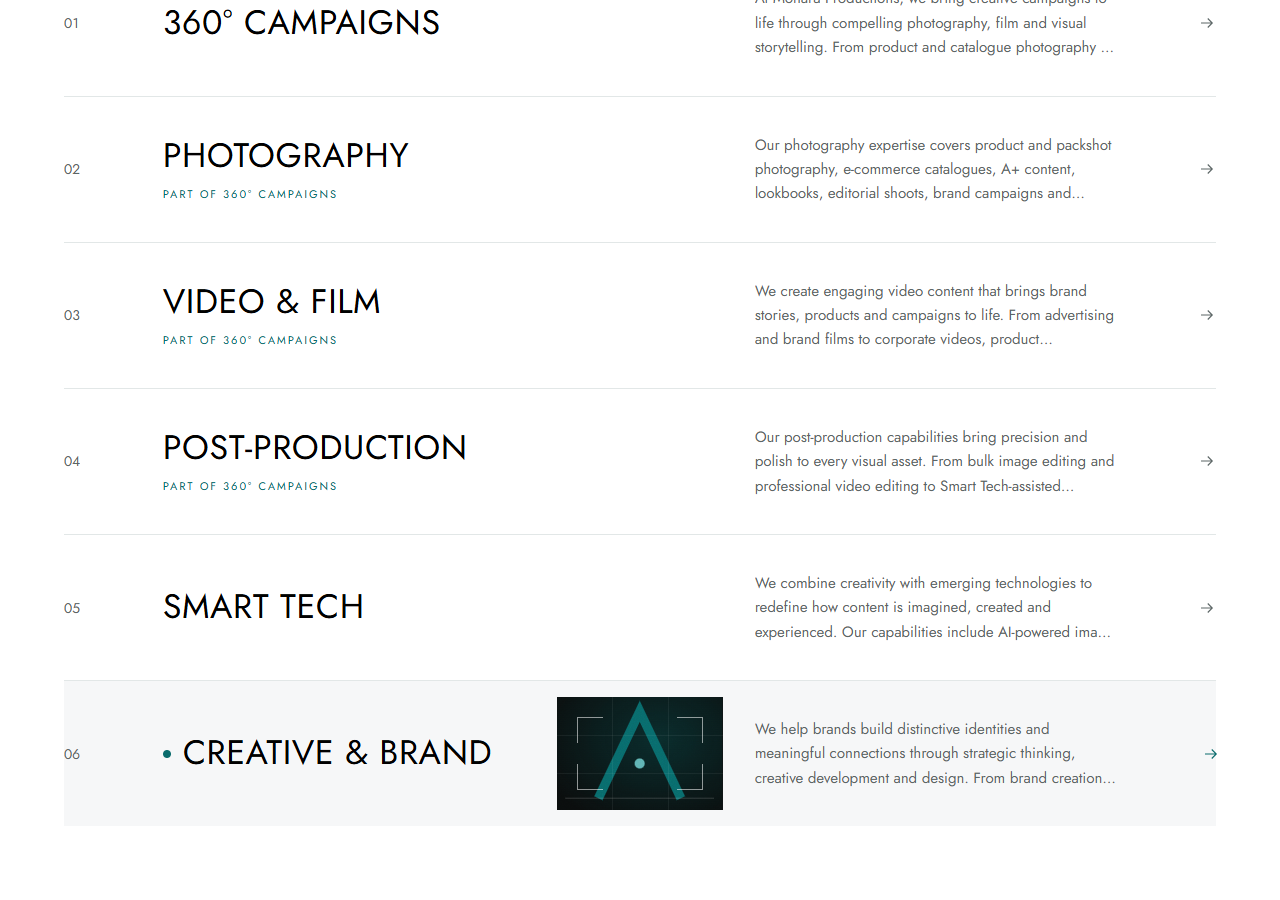 01
360° CAMPAIGNS
life through compelling photography, film and visual
storytelling. From product and catalogue photography ...
02
PHOTOGRAPHY
PART OF 360° CAMPAIGNS
Our photography expertise covers product and packshot
photography, e-commerce catalogues, A+ content,
lookbooks, editorial shoots, brand campaigns and...
03
VIDEO & FILM
PART OF 360° CAMPAIGNS
We create engaging video content that brings brand
stories, products and campaigns to life. From advertising
and brand films to corporate videos, product...
04
POST-PRODUCTION
PART OF 360° CAMPAIGNS
Our post-production capabilities bring precision and
polish to every visual asset. From bulk image editing and
professional video editing to Smart Tech-assisted...
05
SMART TECH
We combine creativity with emerging technologies to
redefine how content is imagined, created and
experienced. Our capabilities include AI-powered ima...
06
CREATIVE & BRAND
We help brands build distinctive identities and
meaningful connections through strategic thinking,
creative development and design. From brand creation...